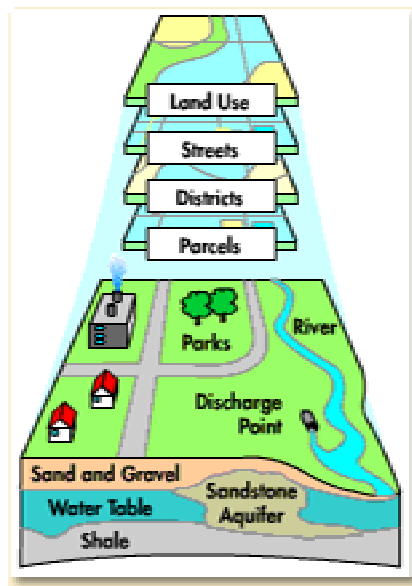 Land Use
Streets
Districts
Parcels
River
Parks
Discharge
Point
Sand and Gravel
Sandstone
Aquifer
Water Table
Shale